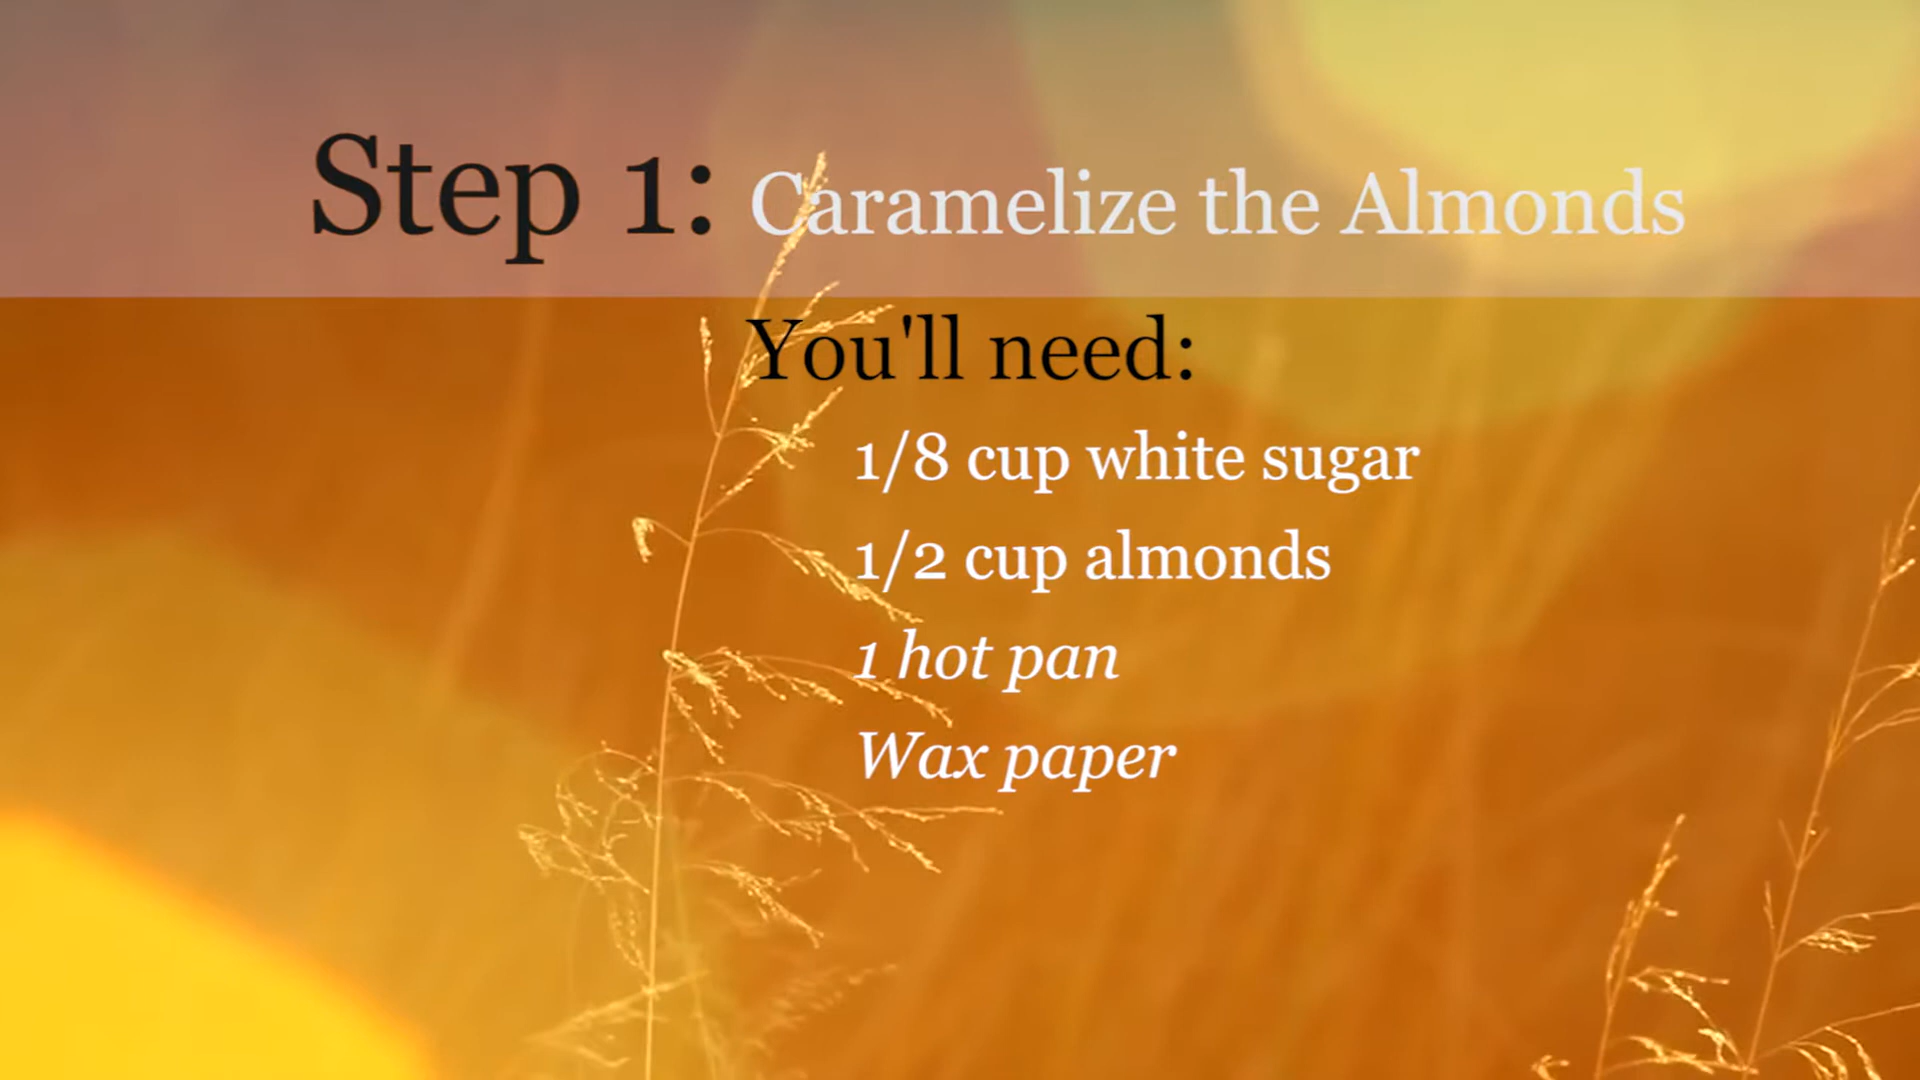 Step 1: Caramelize the Almonds
You'll need:
1/8 cup white sugar
1/2 cup almonds
1 hot pan
Wax paper